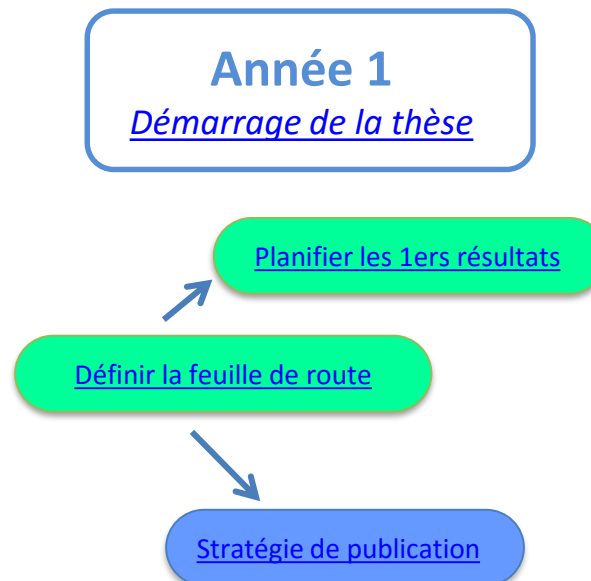 Année 1
Démarrage de la thèse
Planifier les 1ers résultats
Définir la feuille de route
Stratégie de publication